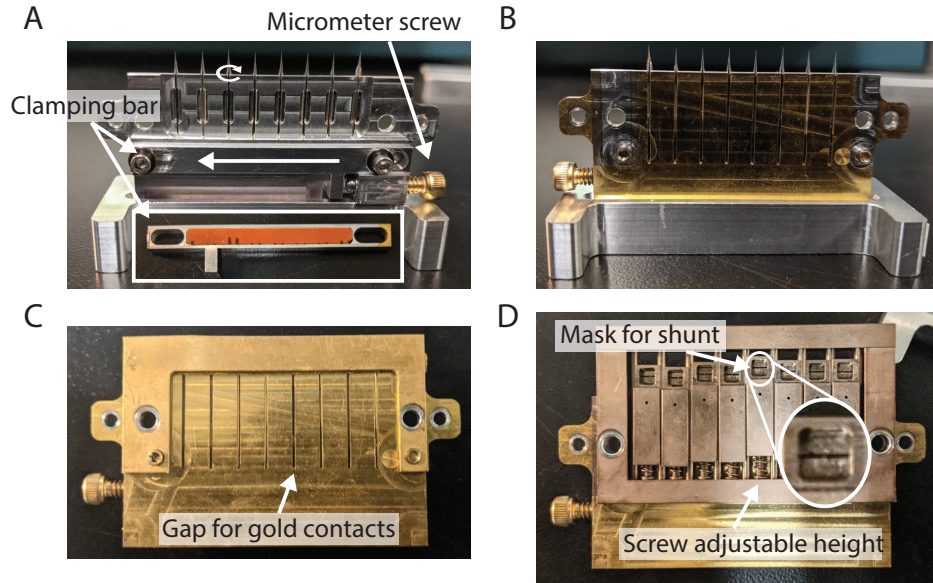 A
Micrometer screw
B
Clamping bar
C
Gap for gold contacts
D
Mask for shunt
Screw adjustable height